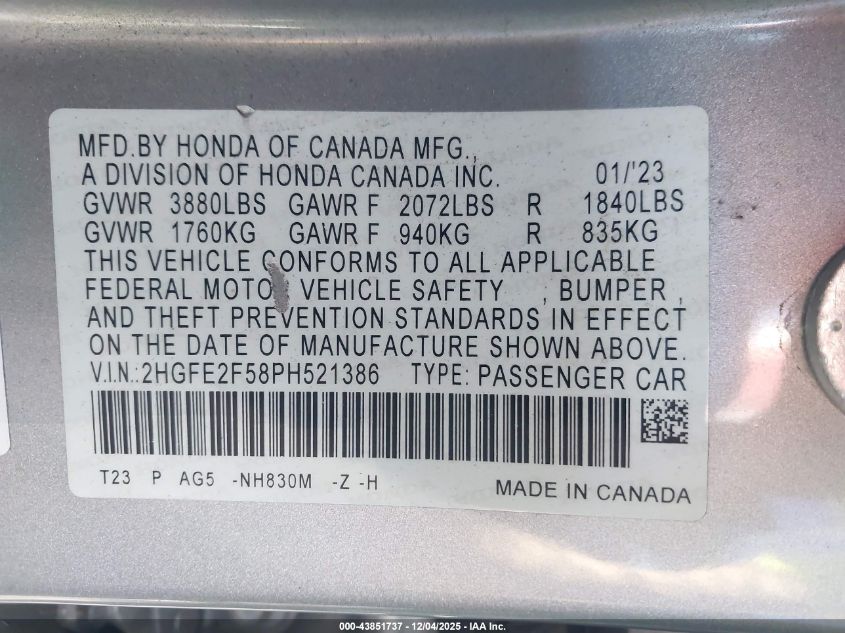 MFD.BY HONDA OF CANADA MFG.,
A DIVISION OF HONDA CANADA INC. 01/'23
GVWR 3880LBS GAWR F 2072LBS R 1840LBS
GVWR 1760KG GAWR F 940KG R 835KG
THIS VEHICLE CONFORMS TO ALL APPLICABLE
FEDERAL MOTOR VEHICLE SAFETY , BUMPER ,
AND THEFT PREVENTION STANDARDS IN EFFECT
ON THE DATE OF MANUFACTURE SHOWN ABOVE.
V.I.N.:2HGFE2F58PH521386 TYPE: PASSENGER CAR
T23 P AG5 -NH830M -Z -H
MADE IN CANADA
000-43851737 - 12/04/2025 - IAA Inc.